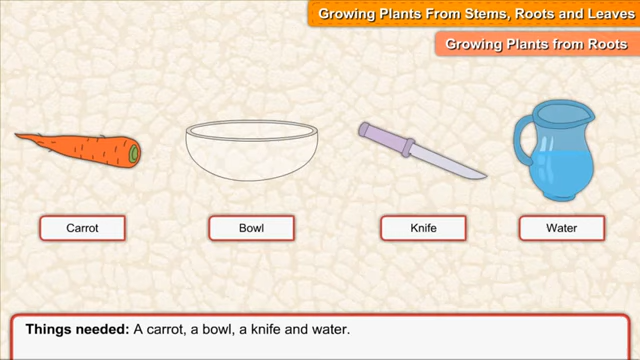 Growing Plants From Stems, Roots and Leaves
Growing Plants from Roots
Carrot
Bowl
Knife
Water
Things needed: A carrot, a bowl, a knife and water.